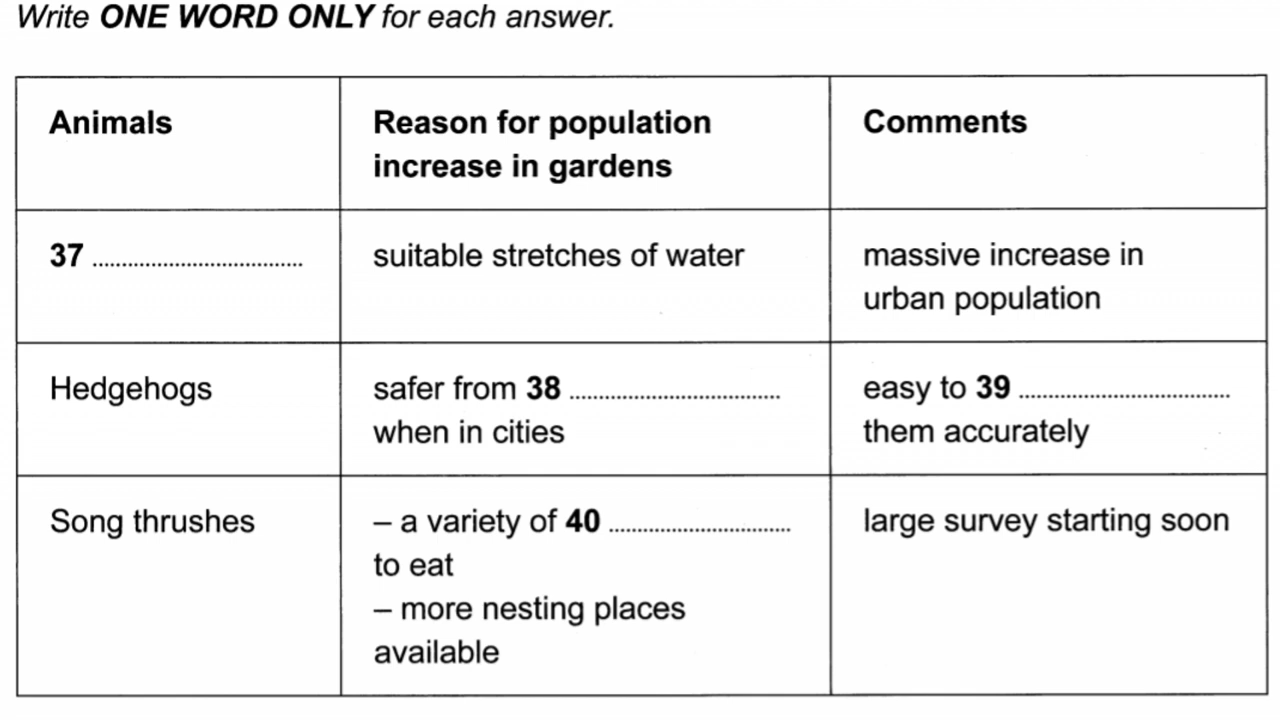 Write ONE WORD ONLY for each answer.
Animals
Reason for population
increase in gardens
Comments
37 ....................................
suitable stretches of water
massive increase in
urban population
Hedgehogs
safer from 38 ....................................
when in cities
easy to 39 ....................................
them accurately
Song thrushes
– a variety of 40 ...............................
to eat
– more nesting places
available
large survey starting soon